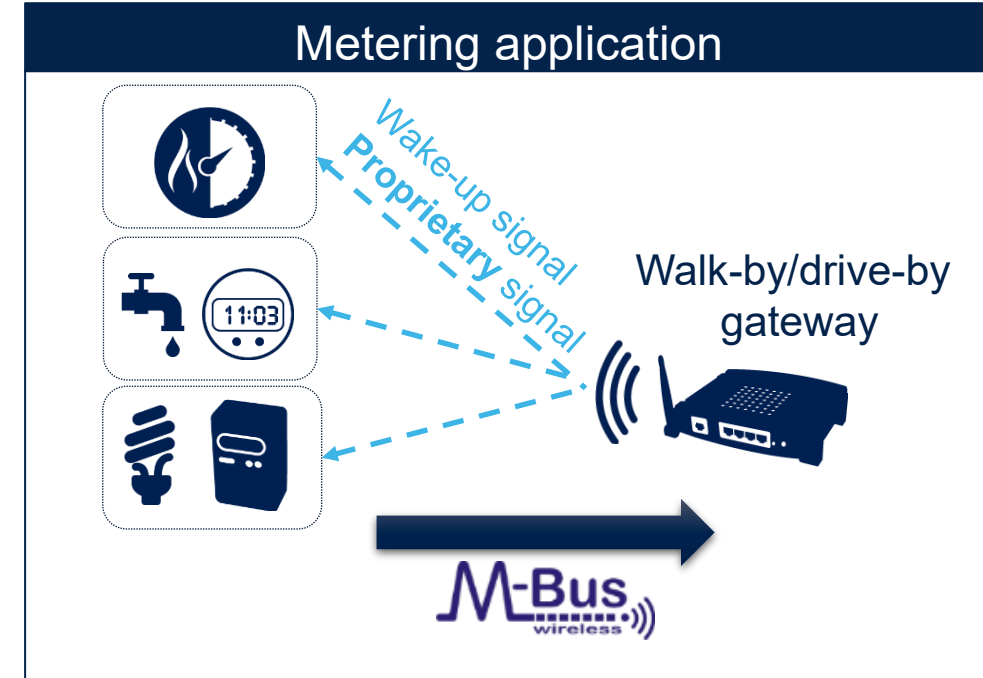 Metering application
Wake-up signal
Proprietary signal
11:03
Walk-by/drive-by
gateway
M-Bus
wireless